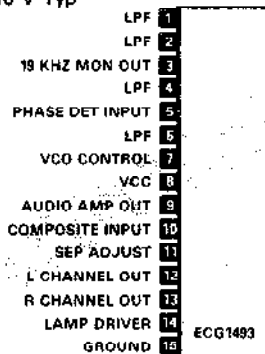 V Typ
LPF 1
LPF 2
19 KHZ MON OUT 3
LPF 4
PHASE DET INPUT 5
LPF 6
VCO CONTROL 7
VCC 8
AUDIO AMP OUT 9
COMPOSITE INPUT 10
SEP ADJUST 11
L CHANNEL OUT 12
R CHANNEL OUT 13
LAMP DRIVER 14
ECG1493
GROUND 15